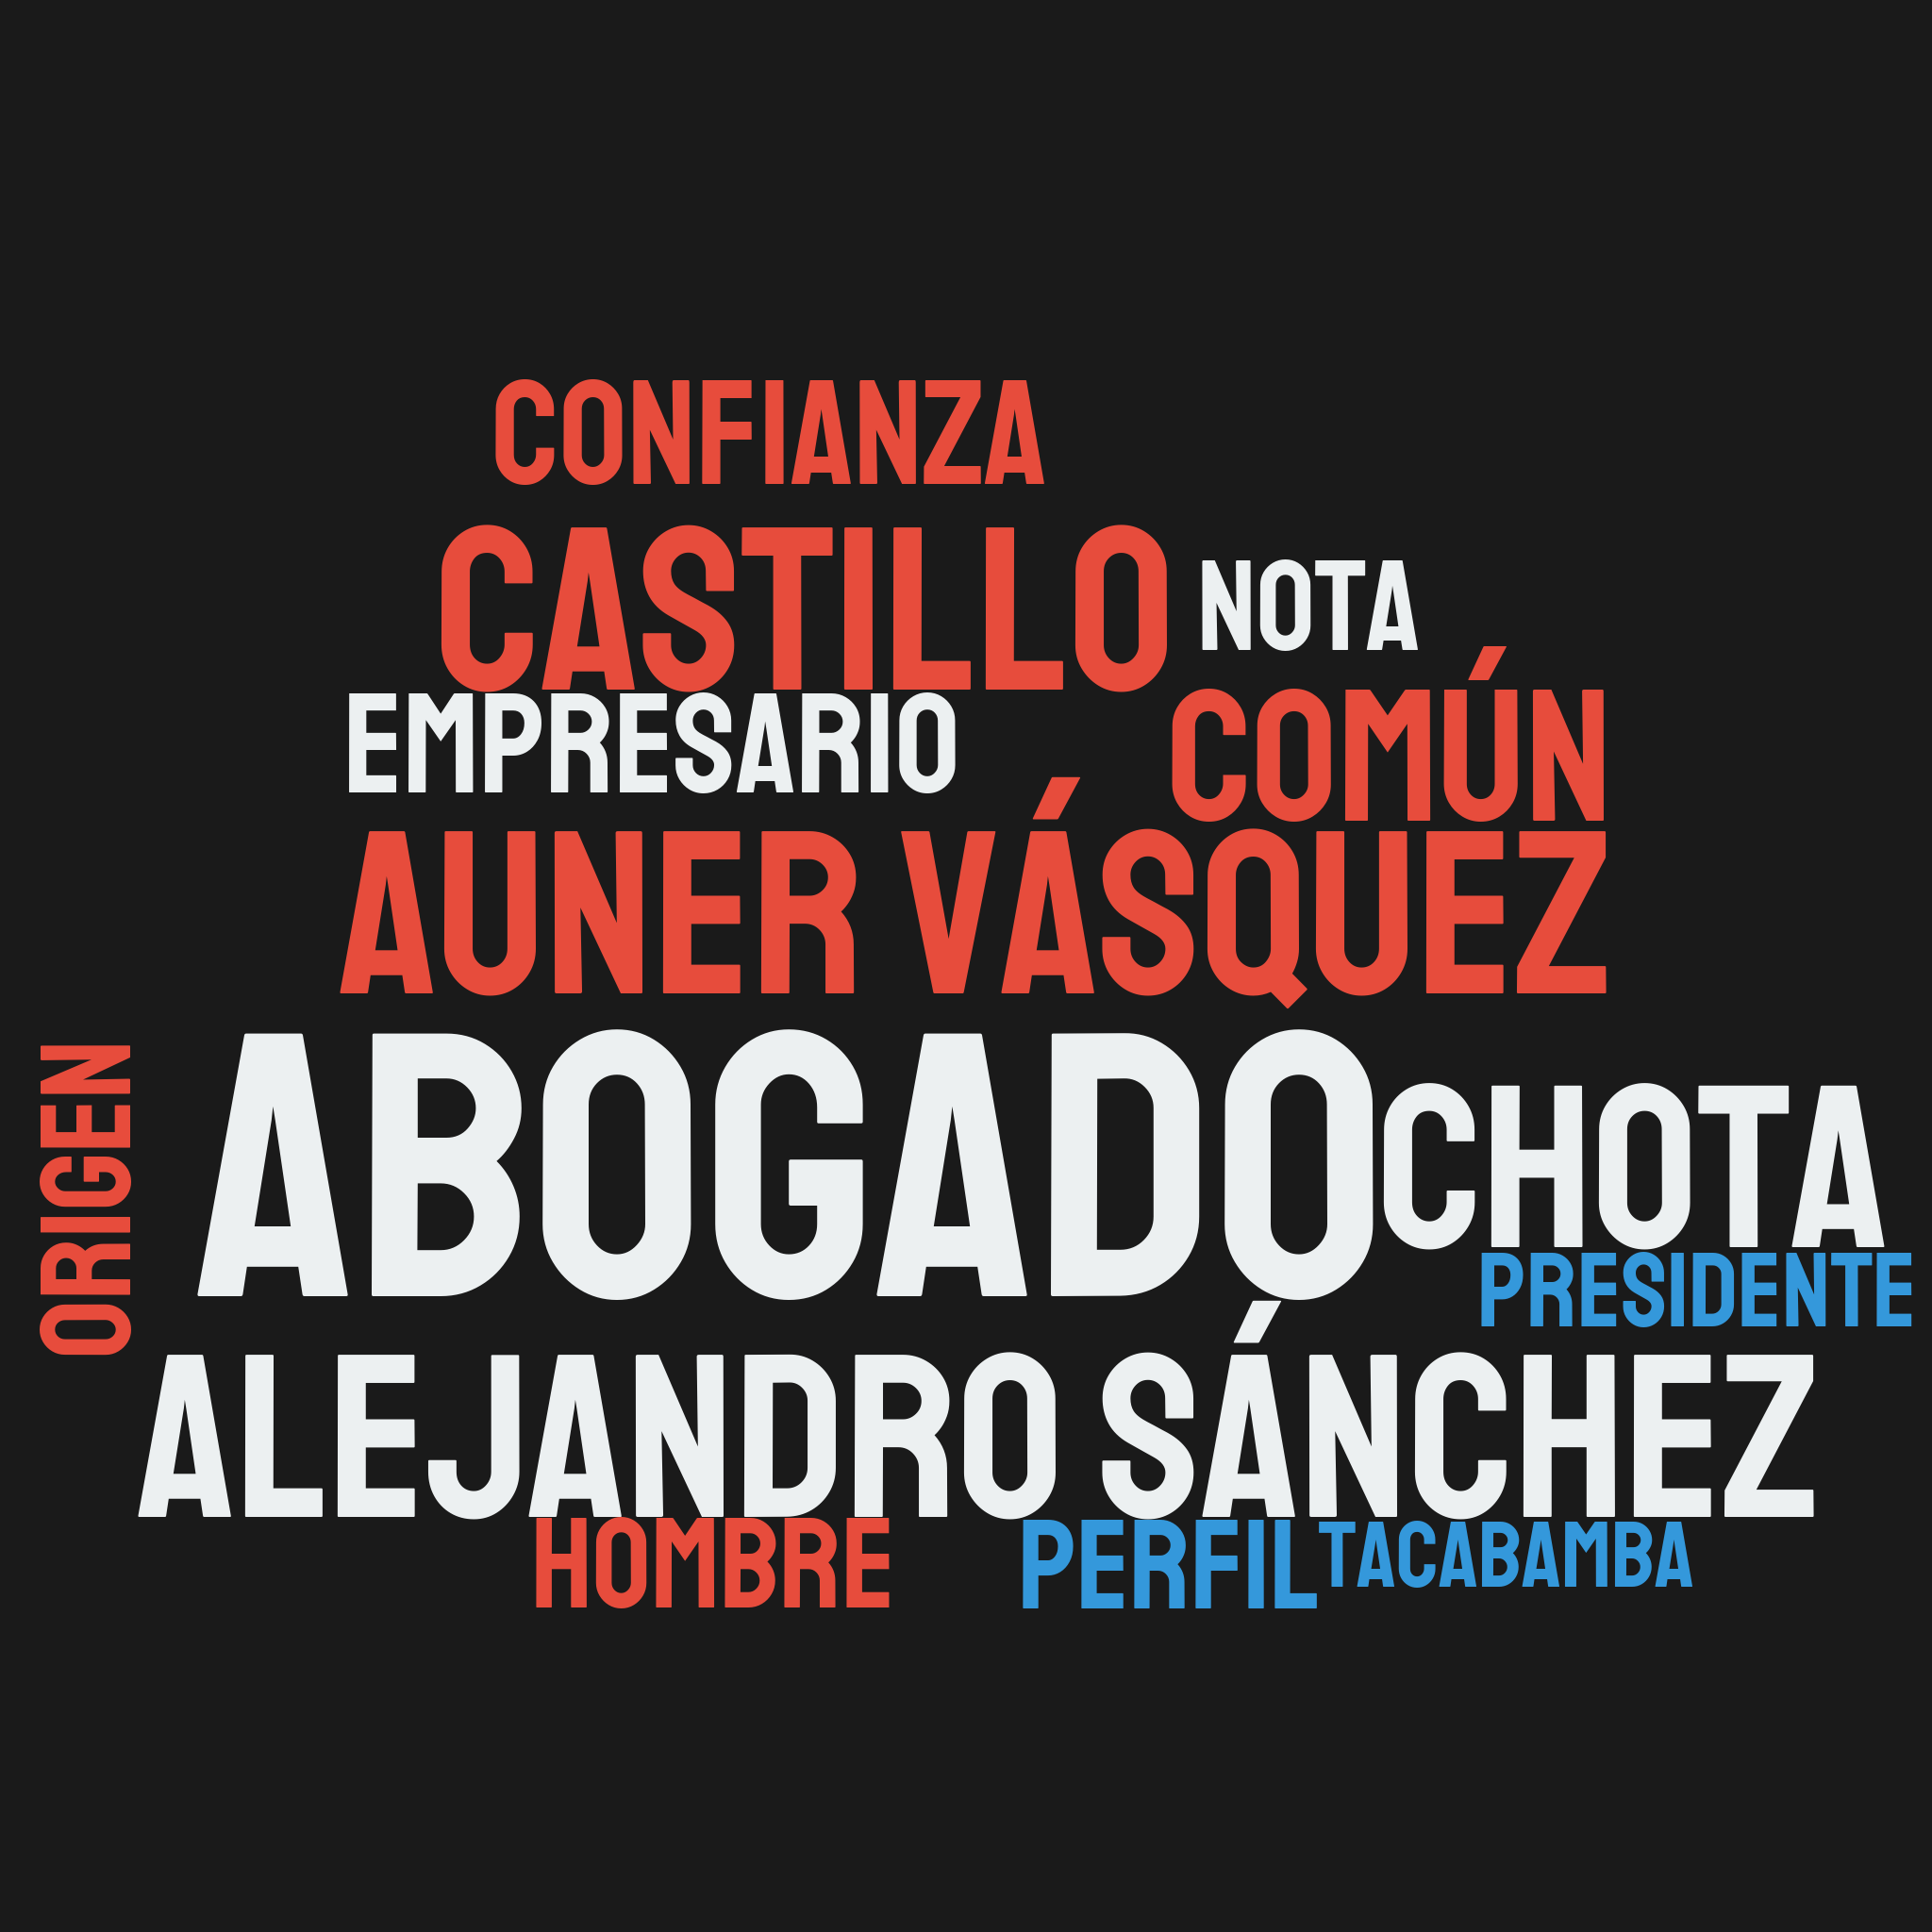 CONFIANZA
CASTILLO
NOTA
EMPRESARIO
COMÚN
AUNER VÁSQUEZ
ORIGEN
ABOGADO
CHOTA
PRESIDENTE
ALEJANDRO SÁNCHEZ
HOMBRE
PERFIL
TACABAMBA